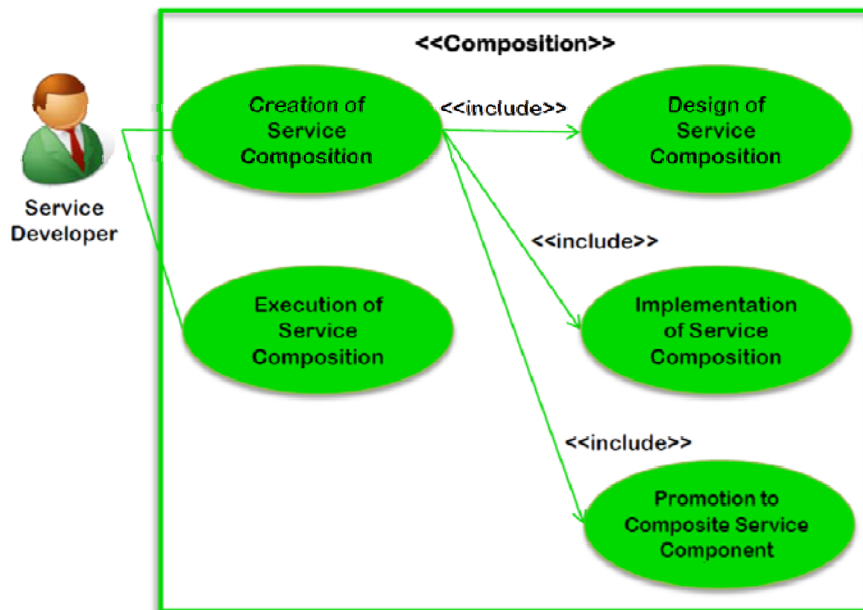 <<Composition>>
Creation of
Service
Composition
<<include>>
Design of
Service
Composition
Service
Developer
<<include>>
Execution of
Service
Composition
Implementation
of Service
Composition
<<include>>
Promotion to
Composite Service
Component